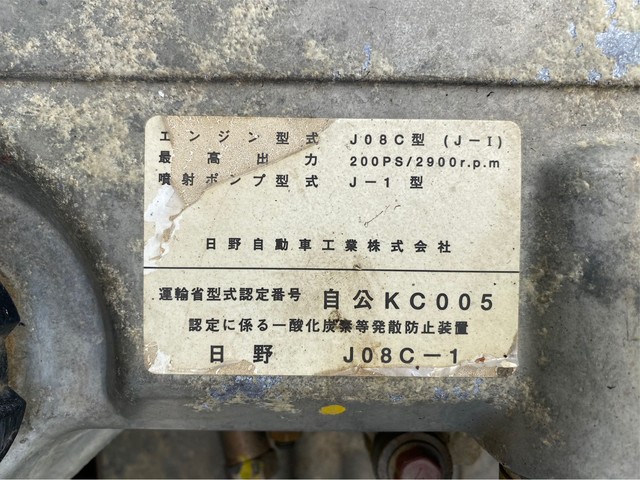 エンジン型式 J08C型 (J-I)
最高出力 200PS/2900r.p.m
噴射ポンプ型式 J-1型
日野自動車工業株式会社
運輸省型式認定番号 自公KC005
認定に係る一酸化炭素等発散防止装置
日野 J08C-1